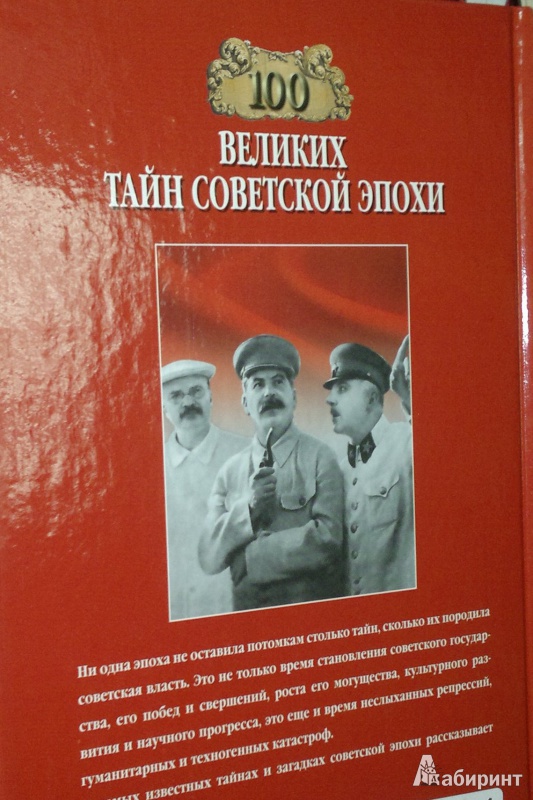 100
ВЕЛИКИХ
ТАЙН СОВЕТСКОЙ ЭПОХИ
Ни одна эпоха не оставила потомкам столько тайн, сколько их породила
советская власть. Это не только время становления советского государ-
ства, его побед и свершений, роста его могущества, культурного раз-
вития и научного прогресса, это еще и время неслыханных репрессий,
гуманитарных и техногенных катастроф.
известных тайнах и загадках советской эпохи рассказывает
Лабиринт